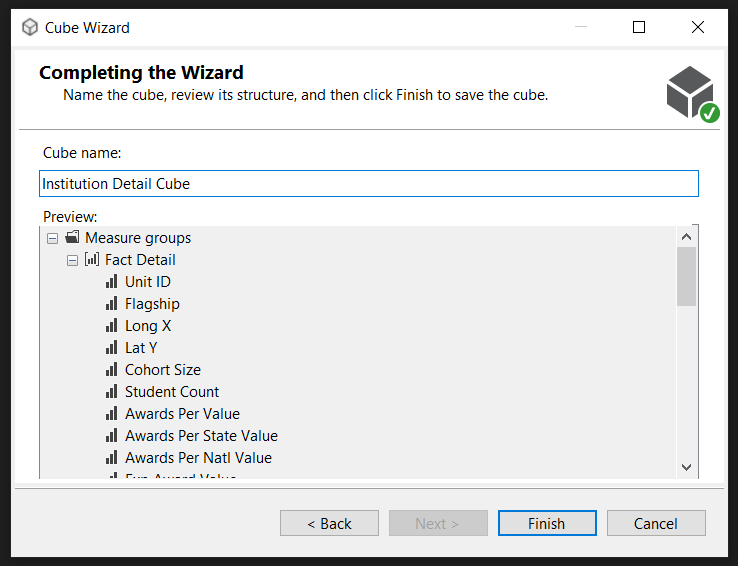 Cube Wizard
Completing the Wizard
Name the cube, review its structure, and then click Finish to save the cube.
Cube name:
Institution Detail Cube
Preview:
Measure groups
Fact Detail
Unit ID
Flagship
Long X
Lat Y
Cohort Size
Student Count
Awards Per Value
Awards Per State Value
Awards Per Natl Value
< Back
Next >
Finish
Cancel